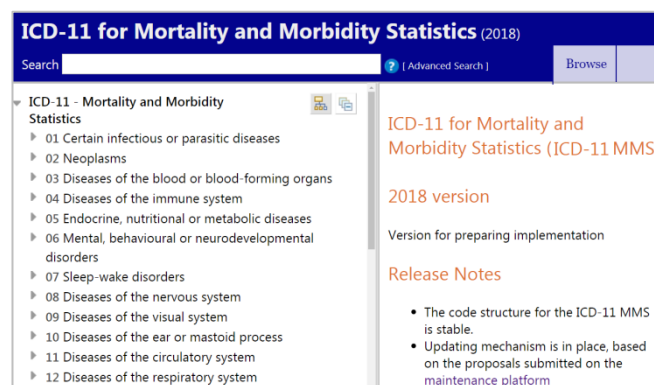 ICD-11 for Mortality and Morbidity Statistics (2018)
Search
? [ Advanced Search ]
Browse
ICD-11 - Mortality and Morbidity
Statistics
01 Certain infectious or parasitic diseases
02 Neoplasms
03 Diseases of the blood or blood-forming organs
04 Diseases of the immune system
05 Endocrine, nutritional or metabolic diseases
06 Mental, behavioural or neurodevelopmental
disorders
07 Sleep-wake disorders
08 Diseases of the nervous system
09 Diseases of the visual system
10 Diseases of the ear or mastoid process
11 Diseases of the circulatory system
12 Diseases of the respiratory system
ICD-11 for Mortality and
Morbidity Statistics (ICD-11 MMS
2018 version
Version for preparing implementation
Release Notes
• The code structure for the ICD-11 MMS
is stable.
• Updating mechanism is in place, based
on the proposals submitted on the
maintenance platform